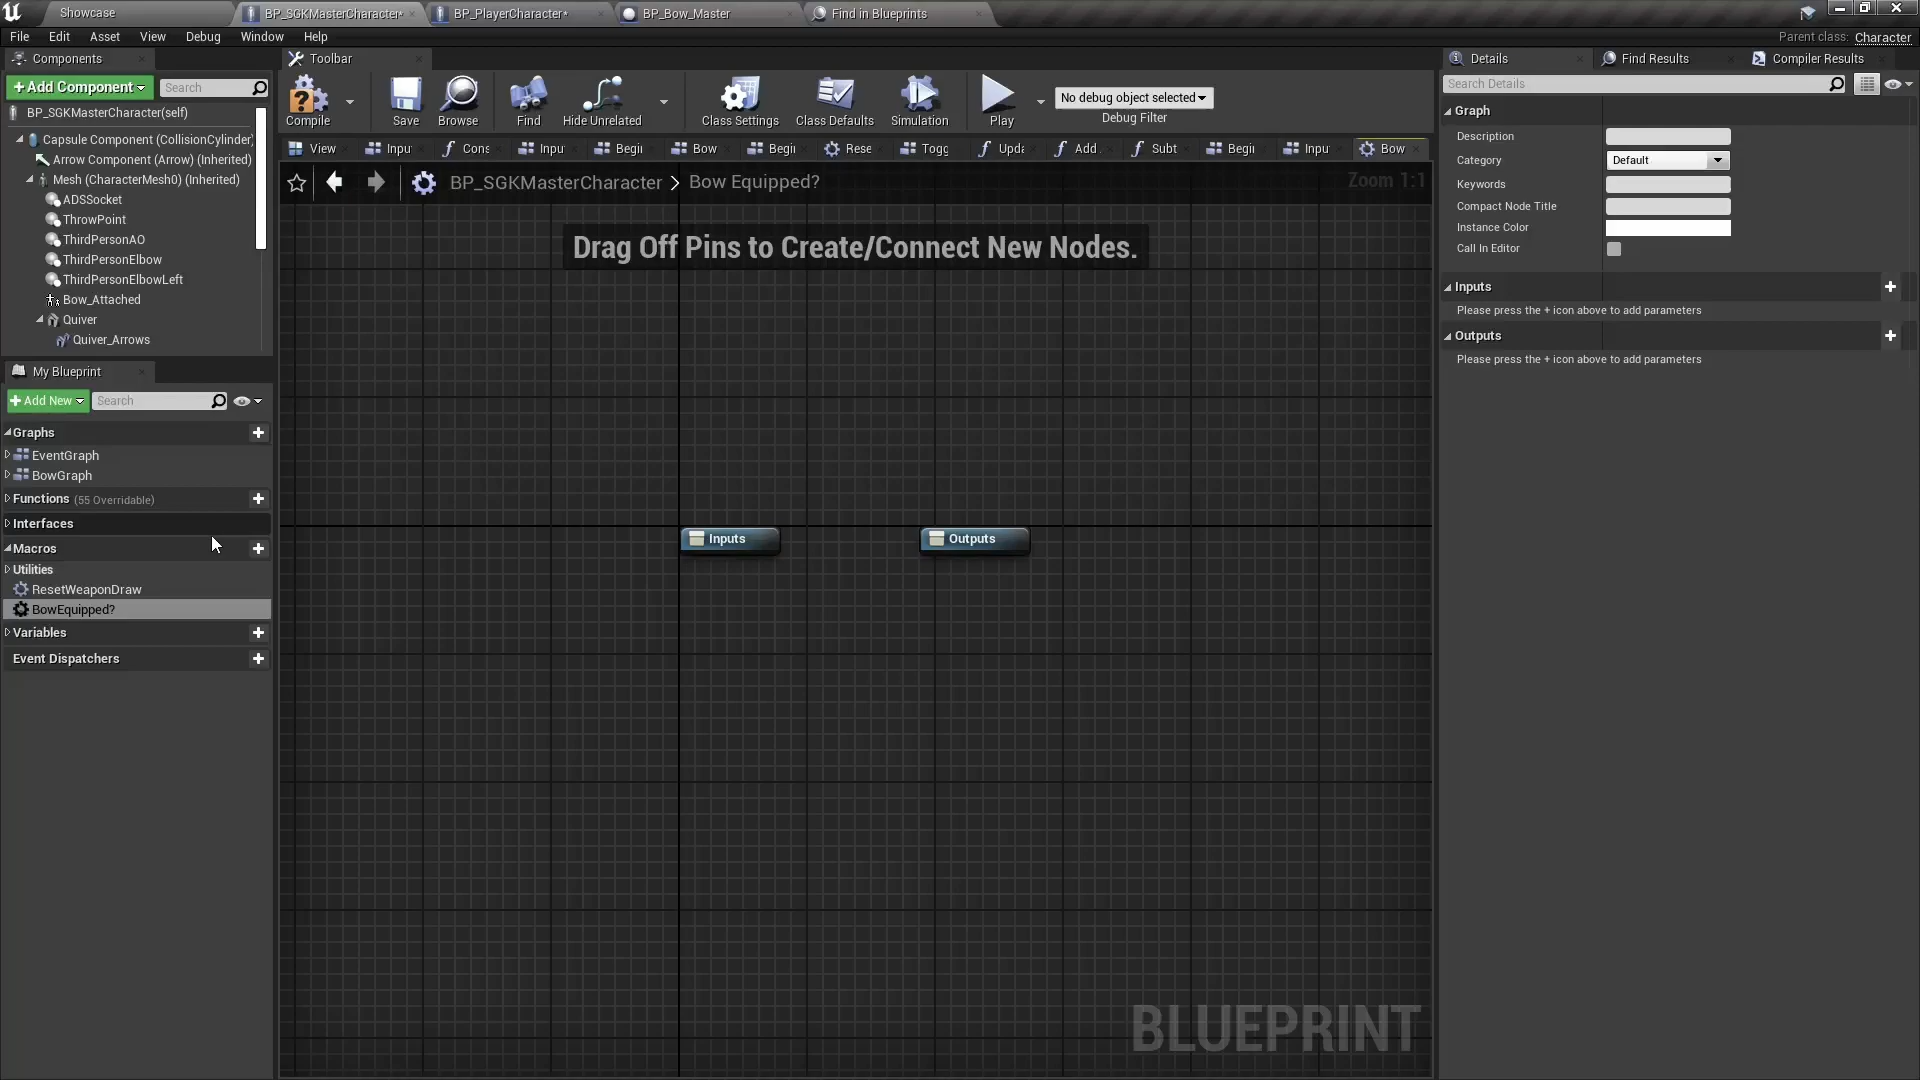 Showcase
BP_SGKMasterCharacter*
BP_PlayerCharacter*
BP_Bow_Master
Find in Blueprints
File Edit Asset View Debug Window Help
Parent class: Character
Components
+Add Component
Search
BP_SGKMasterCharacter(self)
Capsule Component (CollisionCylinder)
Arrow Component (Arrow) (Inherited)
Mesh (CharacterMesh0) (Inherited)
ADSSocket
ThrowPoint
ThirdPersonAO
ThirdPersonElbow
ThirdPersonElbowLeft
Bow_Attached
Quiver
Quiver_Arrows
My Blueprint
+Add New
Search
Graphs
EventGraph
BowGraph
Functions (55 Overridable)
Interfaces
Macros
Utilities
ResetWeaponDraw
BowEquipped?
Variables
Event Dispatchers
Toolbar
Compile Save Browse Find Hide Unrelated Class Settings Class Defaults Simulation Play
No debug object selected
Debug Filter
View Inpu Cons Inpu Begii Bow Begii Rese Togg Upda Add Subt Begii Inpu Bow
BP_SGKMasterCharacter > Bow Equipped?
Zoom 1:1
Drag Off Pins to Create/Connect New Nodes.
Inputs
Outputs
BLUEPRINT
Details
Find Results
Compiler Results
Search Details
Graph
Description
Category Default
Keywords
Compact Node Title
Instance Color
Call In Editor
Inputs
Please press the + icon above to add parameters
Outputs
Please press the + icon above to add parameters